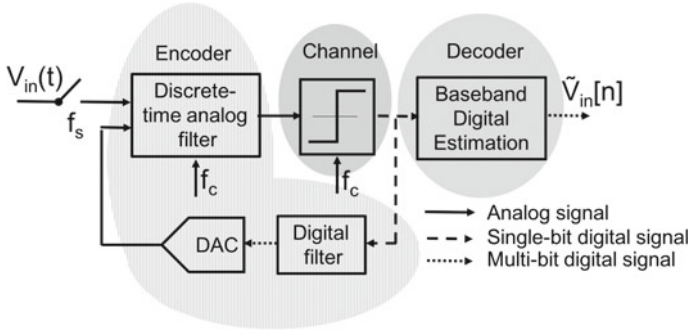 Encoder
Channel
Decoder
V_in(t)
f_s
Discrete-
time analog
filter
f_c
f_c
Baseband
Digital
Estimation
Ṽ_in[n]
DAC
Digital
filter
Analog signal
Single-bit digital signal
Multi-bit digital signal